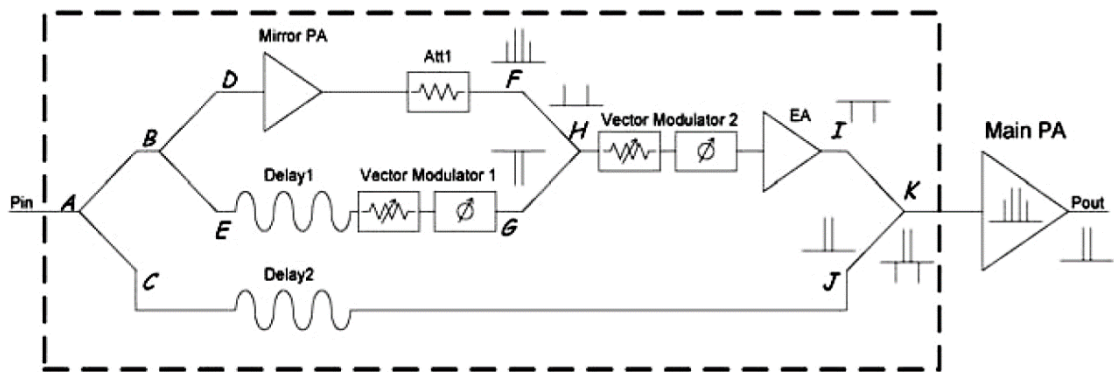 Mirror PA
D
Att1
F
B
H
Vector Modulator 2
EA
I
Main PA
Pin
A
Delay1
Vector Modulator 1
E
G
K
Pout
C
Delay2
J